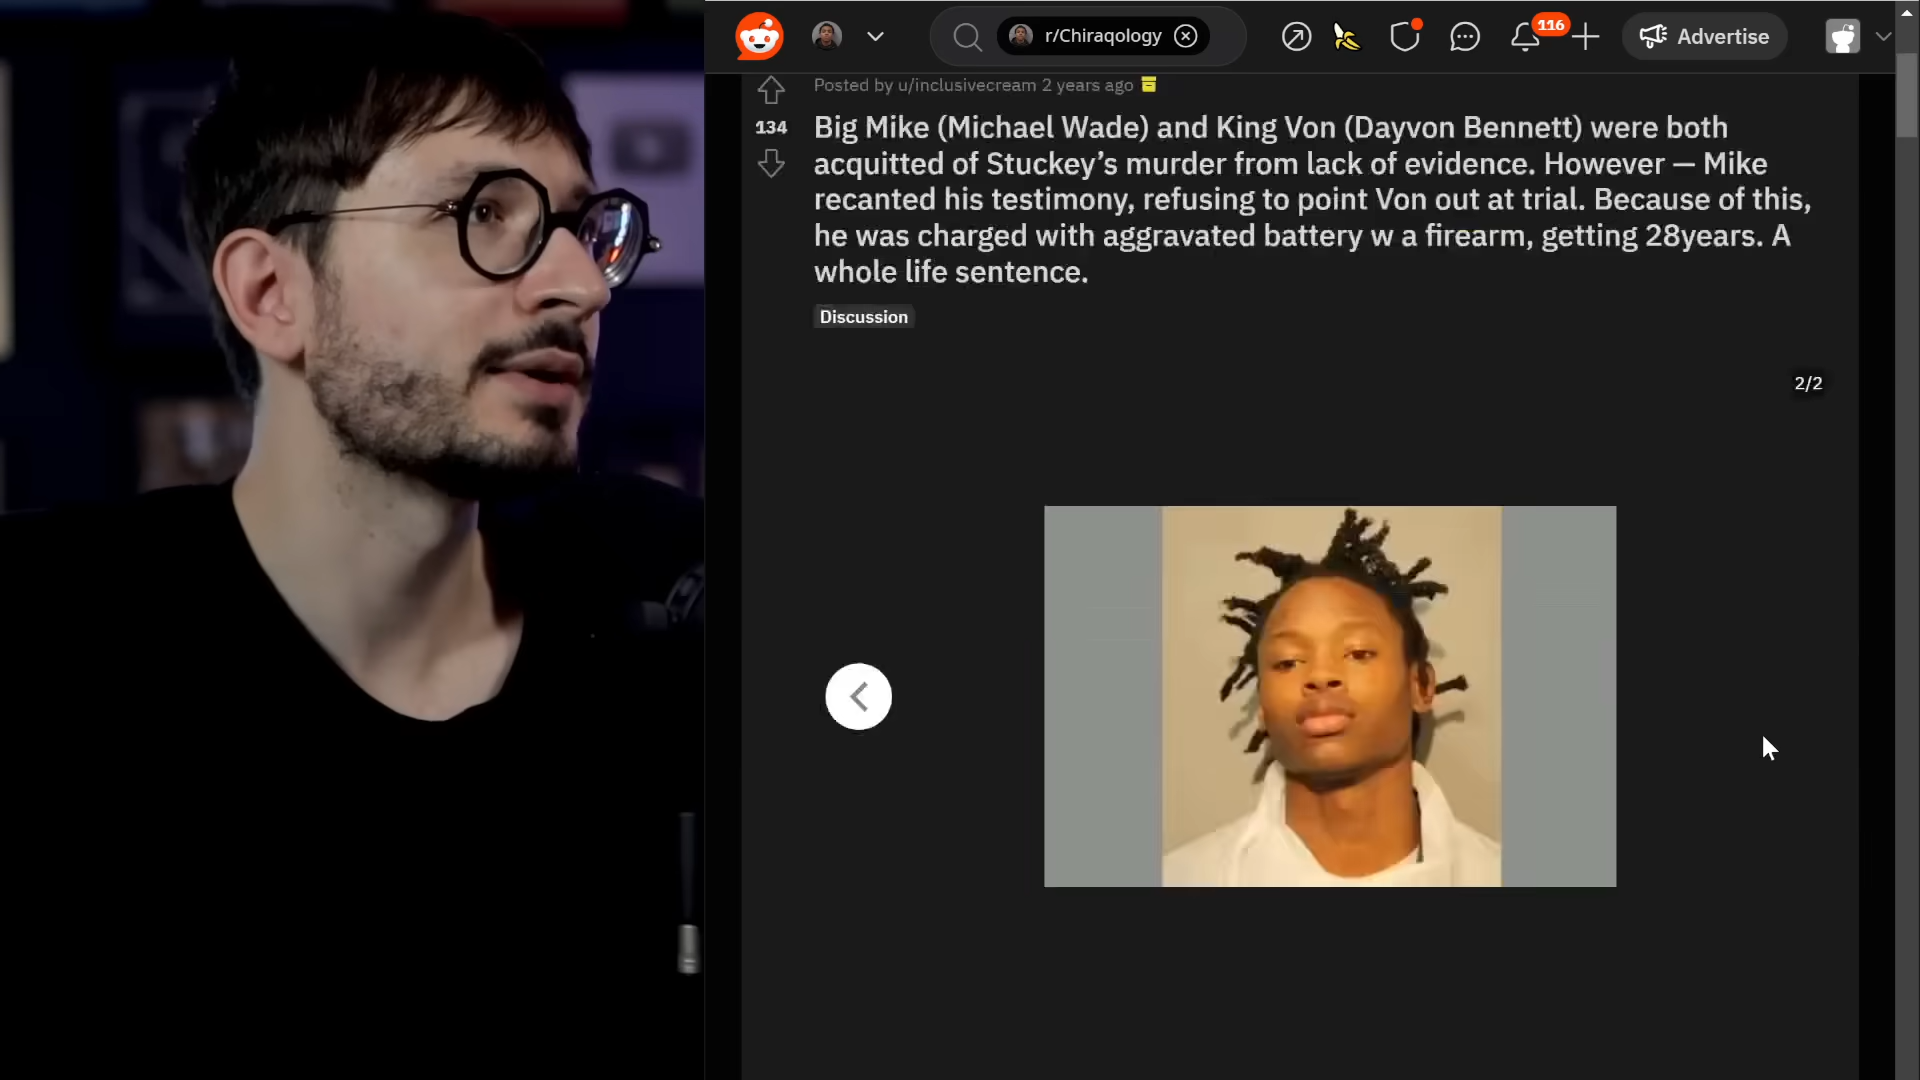 r/Chiraqology
116
Advertise
Posted by u/inclusivecream 2 years ago
134
Big Mike (Michael Wade) and King Von (Dayvon Bennett) were both
acquitted of Stuckey’s murder from lack of evidence. However — Mike
recanted his testimony, refusing to point Von out at trial. Because of this,
he was charged with aggravated battery w a firearm, getting 28years. A
whole life sentence.
Discussion
2/2